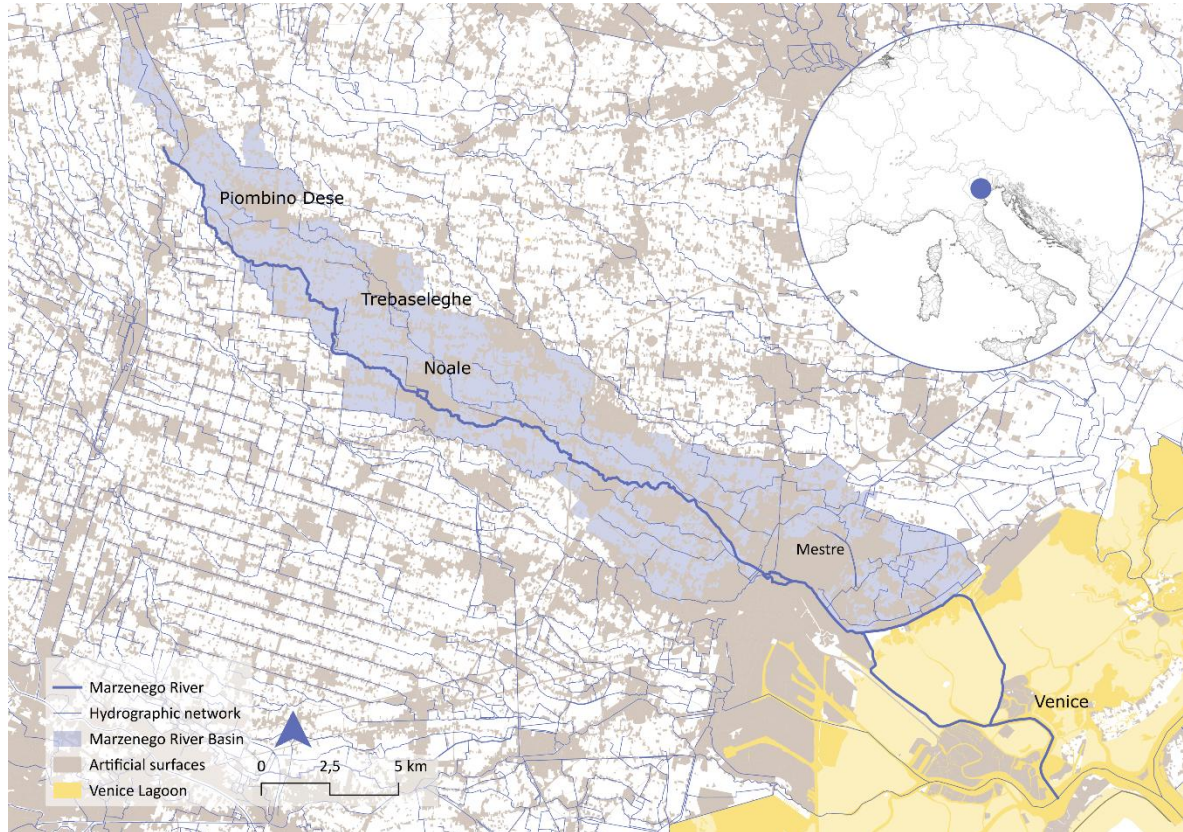 Piombino Dese
Trebaseleghe
Noale
Mestre
Venice
Marzenego River
Hydrographic network
Marzenego River Basin
Artificial surfaces
Venice Lagoon
0 2,5 5 km